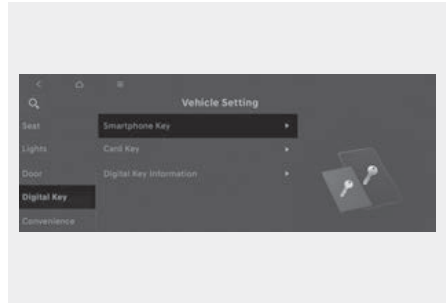 Vehicle Setting
Seat
Smartphone Key
Lights
Card Key
Door
Digital Key Information
Digital Key
Convenience